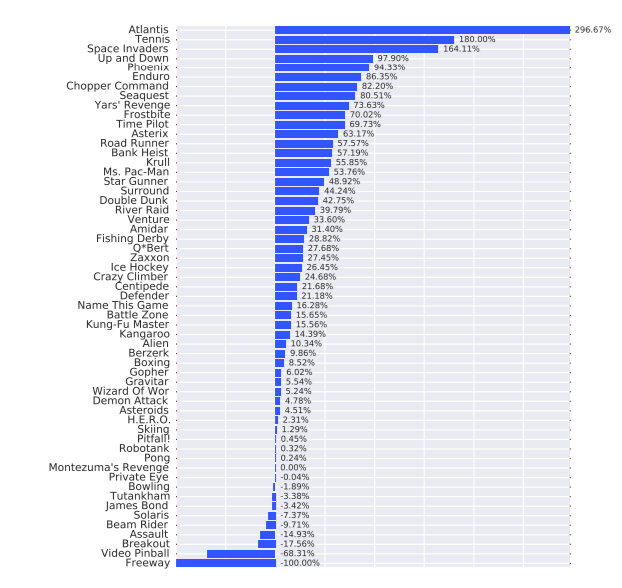 Atlantis 296.67%
Tennis 180.00%
Space Invaders 164.11%
Up and Down 97.90%
Phoenix 94.33%
Enduro 86.35%
Chopper Command 82.20%
Seaquest 80.51%
Yars' Revenge 73.63%
Frostbite 70.02%
Time Pilot 69.73%
Asterix 63.17%
Road Runner 57.57%
Bank Heist 57.19%
Krull 55.85%
Ms. Pac-Man 53.76%
Star Gunner 48.92%
Surround 44.24%
Double Dunk 42.75%
River Raid 39.79%
Venture 33.60%
Amidar 31.40%
Fishing Derby 28.82%
Q*Bert 27.68%
Zaxxon 27.45%
Ice Hockey 26.45%
Crazy Climber 24.68%
Centipede 21.68%
Defender 21.18%
Name This Game 16.28%
Battle Zone 15.65%
Kung-Fu Master 15.56%
Kangaroo 14.39%
Alien 10.34%
Berzerk 9.86%
Boxing 8.52%
Gopher 6.02%
Gravitar 5.54%
Wizard Of Wor 5.24%
Demon Attack 4.78%
Asteroids 4.51%
H.E.R.O. 2.31%
Skiing 1.29%
Pitfall! 0.45%
Robotank 0.32%
Pong 0.24%
Montezuma's Revenge 0.00%
Private Eye -0.04%
Bowling -1.89%
Tutankham -3.38%
James Bond -3.42%
Solaris -7.37%
Beam Rider -9.71%
Assault -14.93%
Breakout -17.56%
Video Pinball -68.31%
Freeway -100.00%